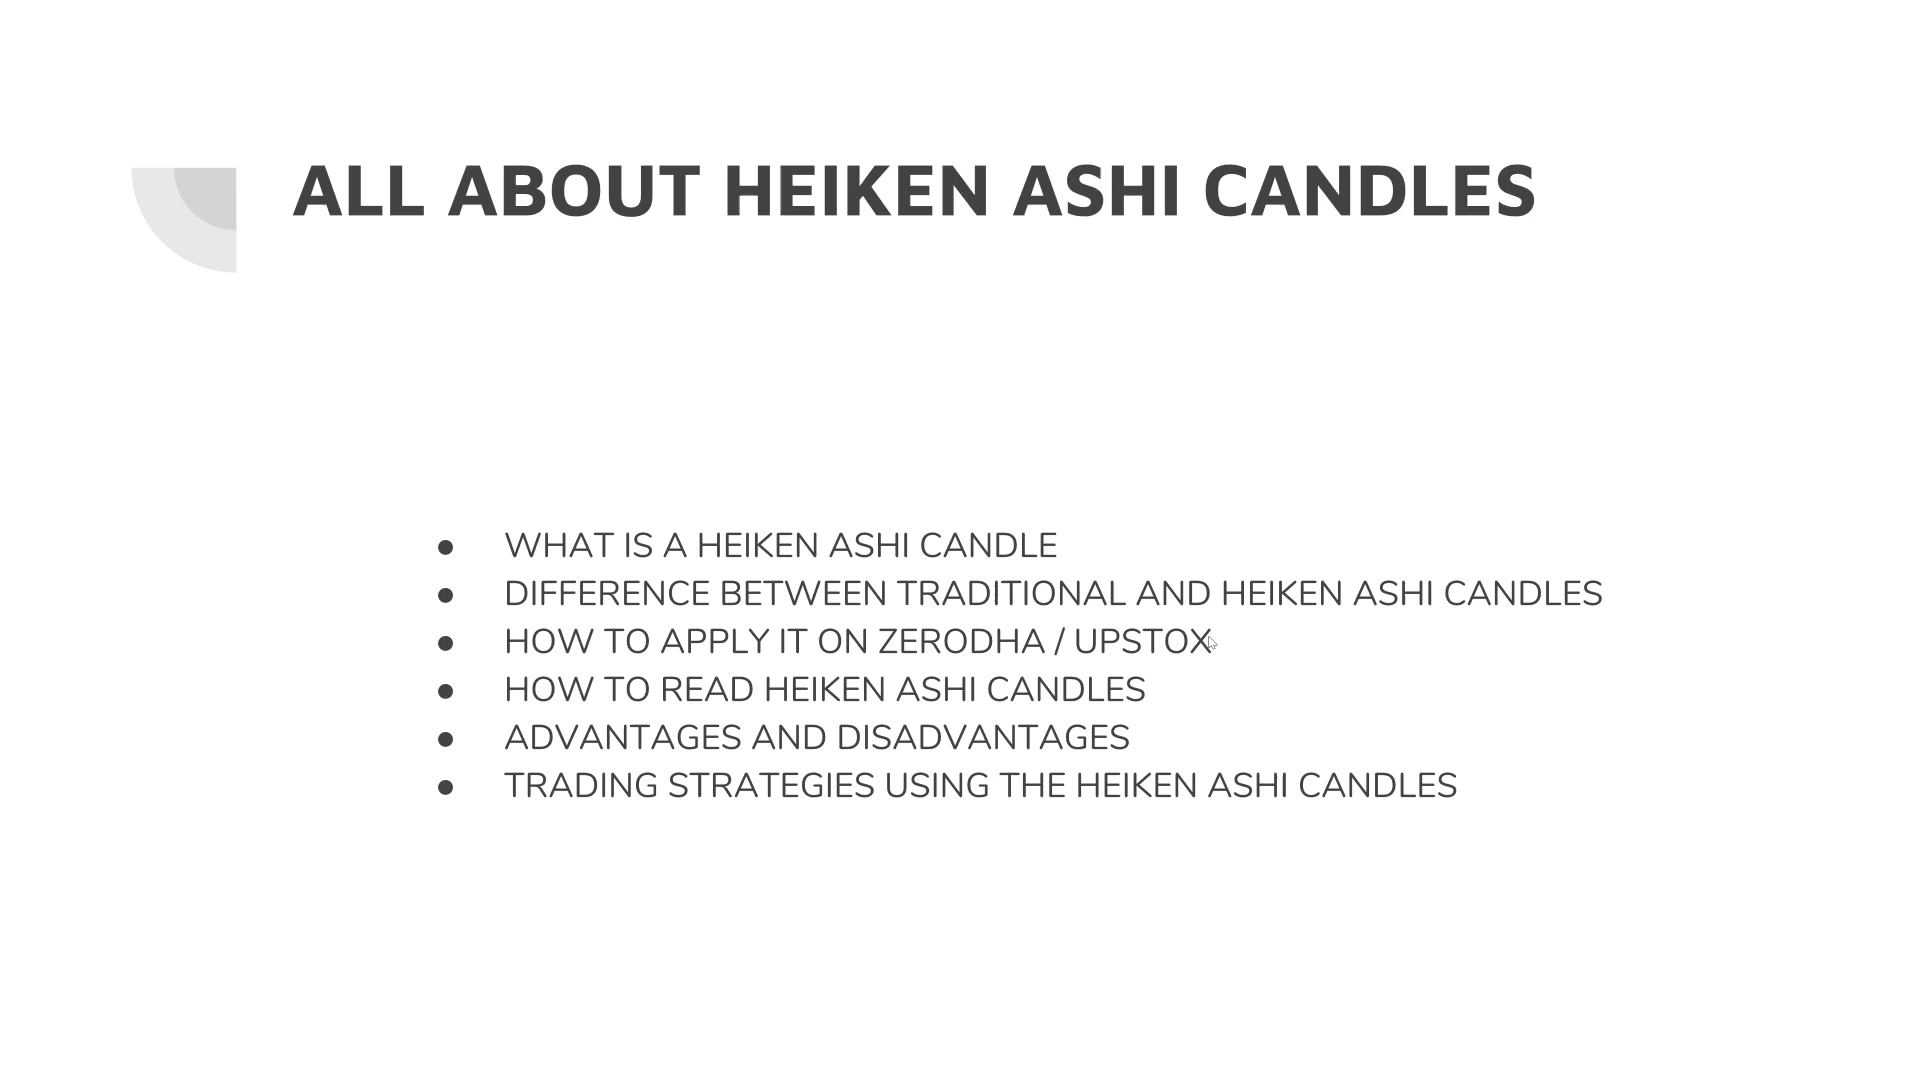 ALL ABOUT HEIKEN ASHI CANDLES
● WHAT IS A HEIKEN ASHI CANDLE
● DIFFERENCE BETWEEN TRADITIONAL AND HEIKEN ASHI CANDLES
● HOW TO APPLY IT ON ZERODHA / UPSTOX
● HOW TO READ HEIKEN ASHI CANDLES
● ADVANTAGES AND DISADVANTAGES
● TRADING STRATEGIES USING THE HEIKEN ASHI CANDLES